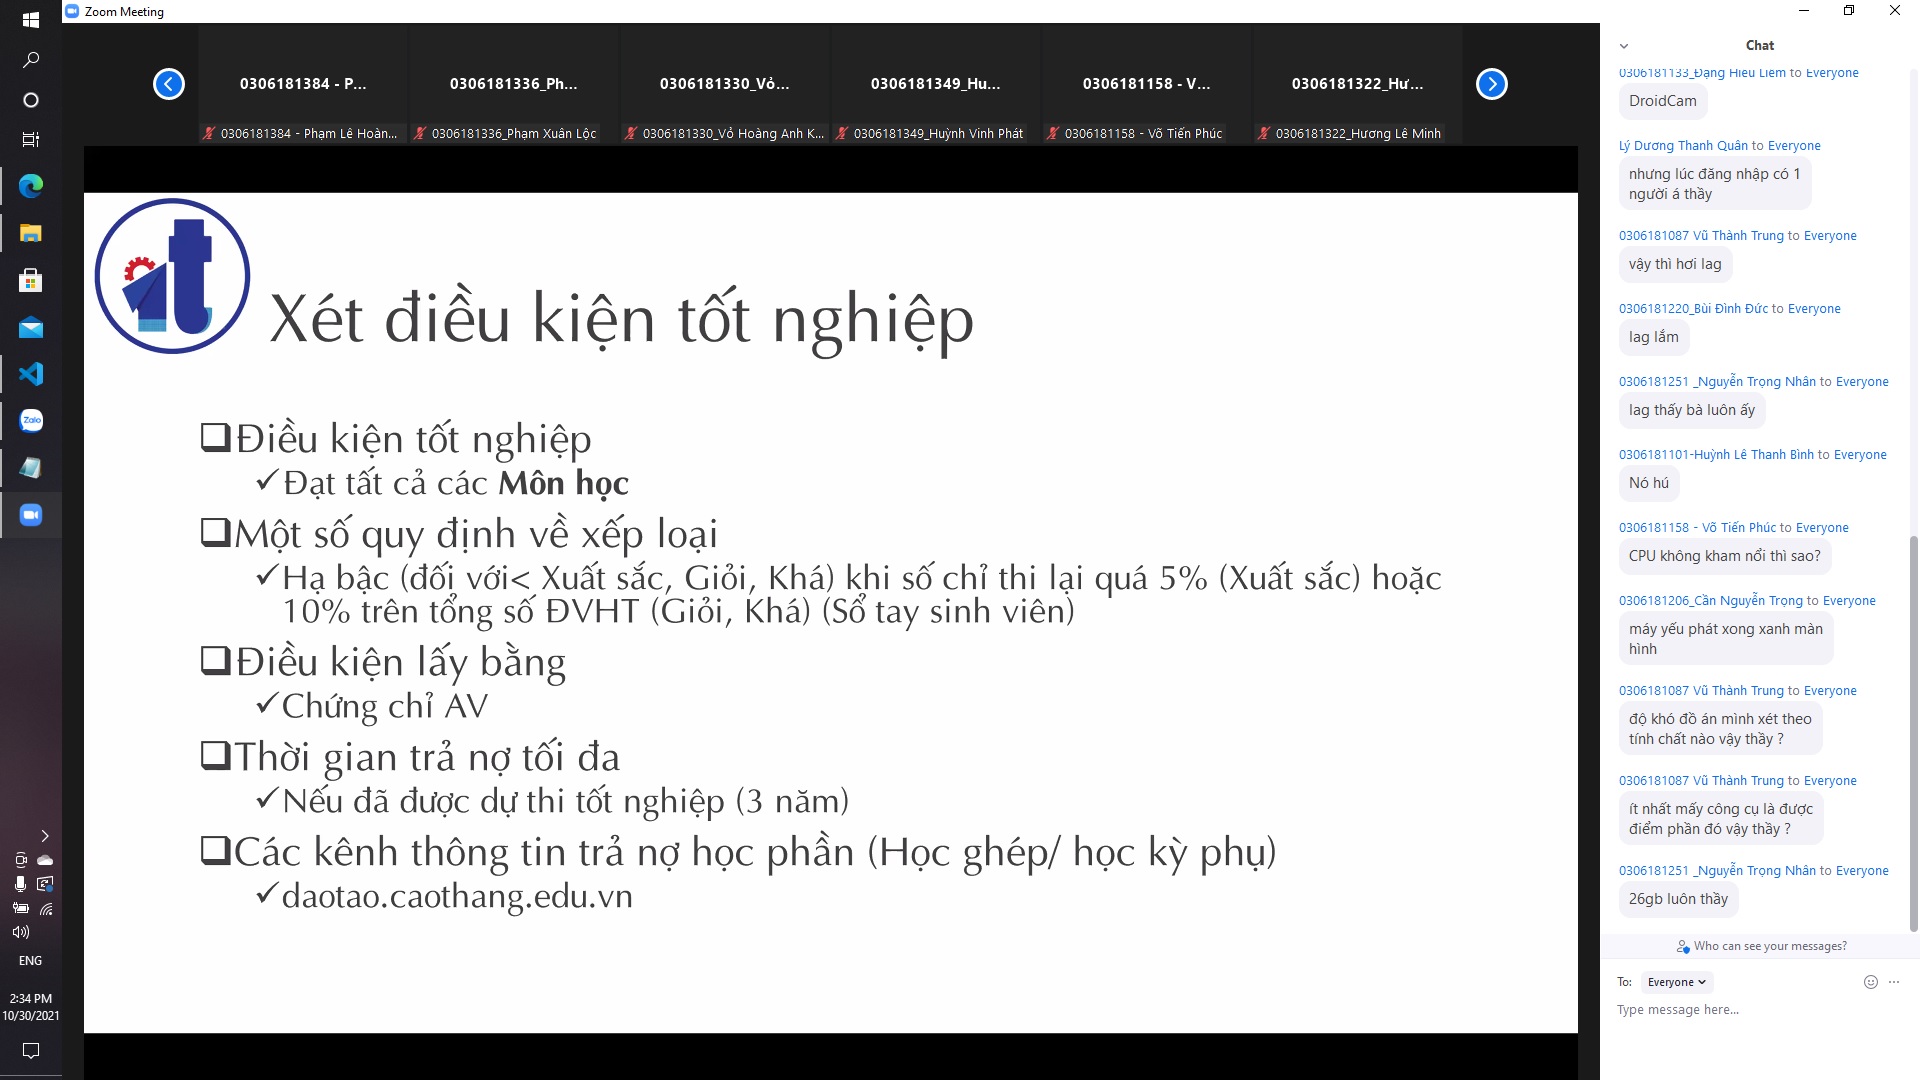 Zoom Meeting
0306181384 - P...
0306181336_Ph...
0306181330_Vỏ...
0306181349_Hu...
0306181158 - V...
0306181322_Hư...
0306181384 - Phạm Lê Hoàn...
0306181336_Phạm Xuân Lộc
0306181330_Vỏ Hoàng Anh K...
0306181349_Huỳnh Vinh Phát
0306181158 - Võ Tiến Phúc
0306181322_Hương Lê Minh
Xét điều kiện tốt nghiệp
Điều kiện tốt nghiệp
Đạt tất cả các Môn học
Một số quy định về xếp loại
Hạ bậc (đối với< Xuất sắc, Giỏi, Khá) khi số chỉ thi lại quá 5% (Xuất sắc) hoặc
10% trên tổng số ĐVHT (Giỏi, Khá) (Sổ tay sinh viên)
Điều kiện lấy bằng
Chứng chỉ AV
Thời gian trả nợ tối đa
Nếu đã được dự thi tốt nghiệp (3 năm)
Các kênh thông tin trả nợ học phần (Học ghép/ học kỳ phụ)
daotao.caothang.edu.vn
Chat
0306181133_Đặng Hiếu Liêm to Everyone
DroidCam
Lý Dương Thanh Quân to Everyone
nhưng lúc đăng nhập có 1
người á thầy
0306181087 Vũ Thành Trung to Everyone
vậy thì hơi lag
0306181220_Bùi Đình Đức to Everyone
lag lắm
0306181251 _Nguyễn Trọng Nhân to Everyone
lag thấy bà luôn ấy
0306181101-Huỳnh Lê Thanh Bình to Everyone
Nó hú
0306181158 - Võ Tiến Phúc to Everyone
CPU không kham nổi thì sao?
0306181206_Cần Nguyễn Trọng to Everyone
máy yếu phát xong xanh màn
hình
0306181087 Vũ Thành Trung to Everyone
độ khó đồ án mình xét theo
tính chất nào vậy thầy ?
0306181087 Vũ Thành Trung to Everyone
ít nhất mấy công cụ là được
điểm phần đó vậy thầy ?
0306181251 _Nguyễn Trọng Nhân to Everyone
26gb luôn thầy
Who can see your messages?
To: Everyone
Type message here...
Zalo
ENG
2:34 PM
10/30/2021